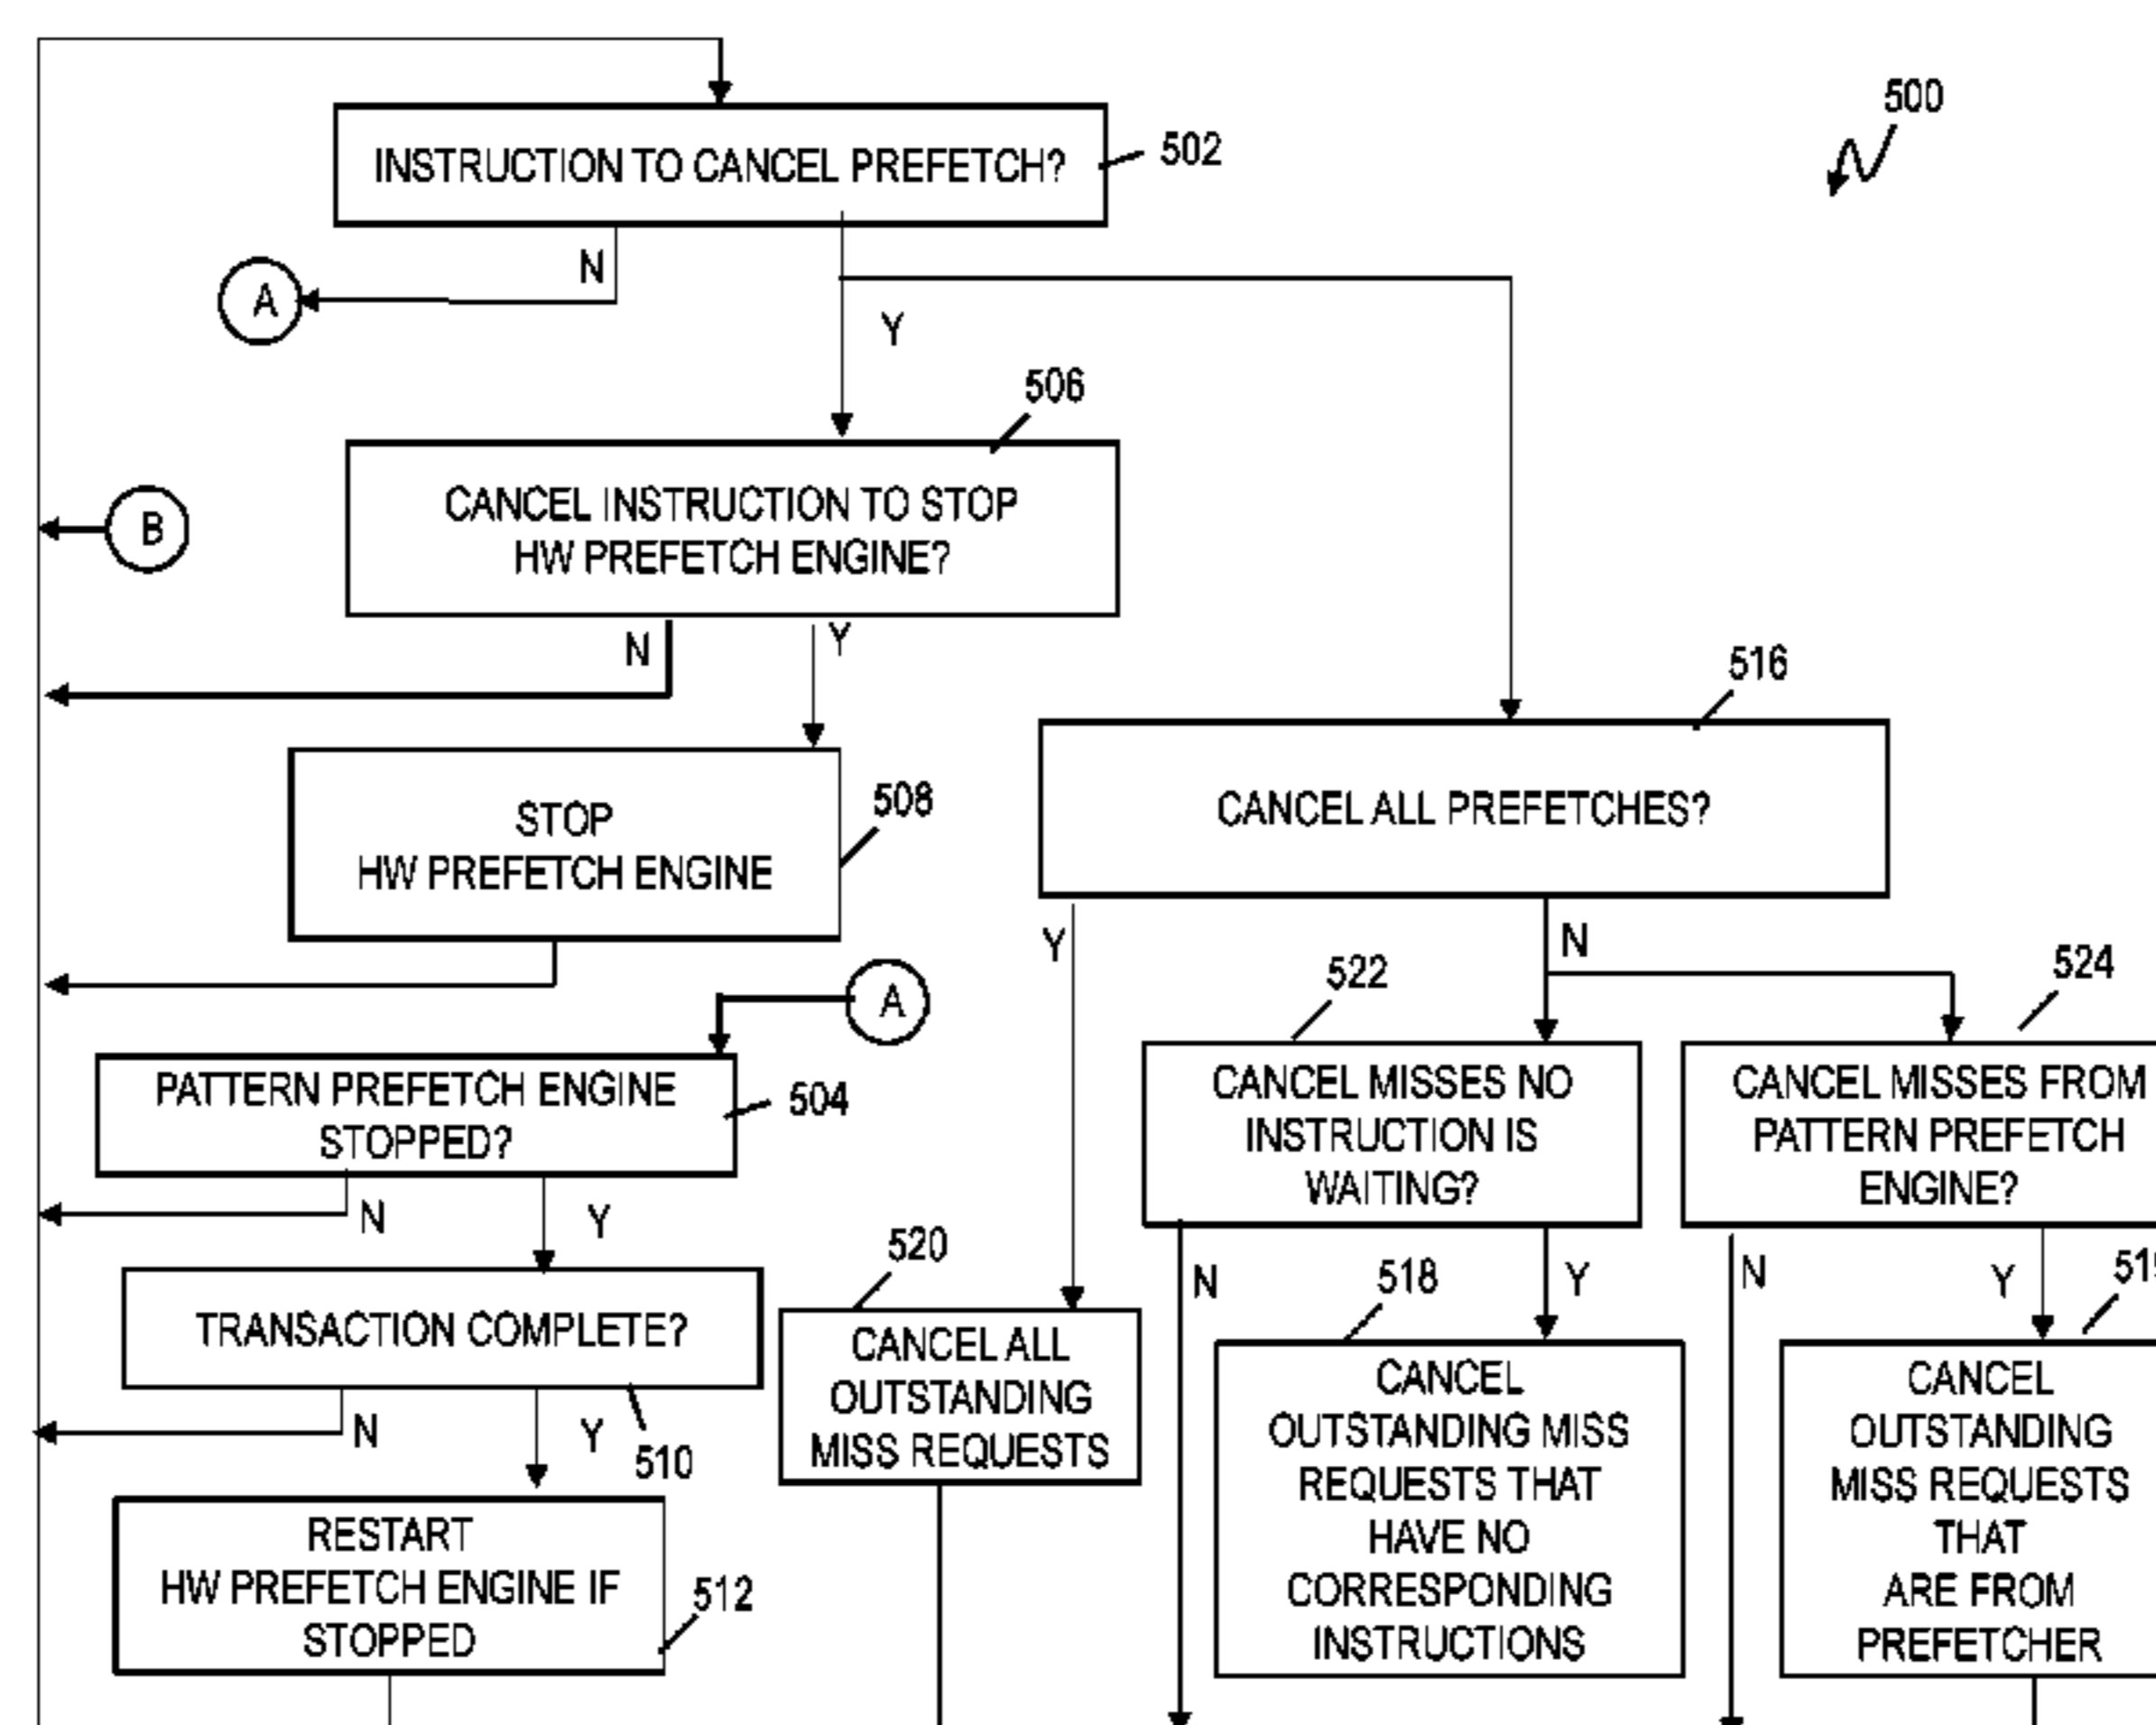 500
INSTRUCTION TO CANCEL PREFETCH?
502
N
A
Y
506
CANCEL INSTRUCTION TO STOP
HW PREFETCH ENGINE?
B
N
Y
516
CANCEL ALL PREFETCHES?
STOP
HW PREFETCH ENGINE
508
Y
N
A
522
524
PATTERN PREFETCH ENGINE
STOPPED?
504
CANCEL MISSES NO
INSTRUCTION IS
WAITING?
CANCEL MISSES FROM
PATTERN PREFETCH
ENGINE?
N
Y
520
N
518
Y
N
Y
TRANSACTION COMPLETE?
CANCEL ALL
OUTSTANDING
MISS REQUESTS
CANCEL
OUTSTANDING MISS
REQUESTS THAT
HAVE NO
CORRESPONDING
INSTRUCTIONS
CANCEL
OUTSTANDING
MISS REQUESTS
THAT
ARE FROM
PREFETCHER
N
Y
510
RESTART
HW PREFETCH ENGINE IF
STOPPED
512